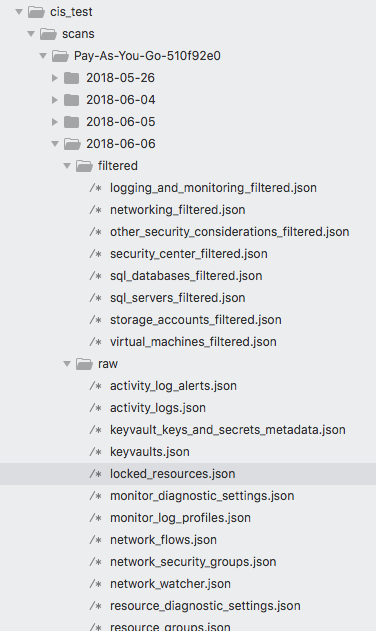 cis_test
scans
Pay-As-You-Go-510f92e0
2018-05-26
2018-06-04
2018-06-05
2018-06-06
filtered
/* logging_and_monitoring_filtered.json
/* networking_filtered.json
/* other_security_considerations_filtered.json
/* security_center_filtered.json
/* sql_databases_filtered.json
/* sql_servers_filtered.json
/* storage_accounts_filtered.json
/* virtual_machines_filtered.json
raw
/* activity_log_alerts.json
/* activity_logs.json
/* keyvault_keys_and_secrets_metadata.json
/* keyvaults.json
/* locked_resources.json
/* monitor_diagnostic_settings.json
/* monitor_log_profiles.json
/* network_flows.json
/* network_security_groups.json
/* network_watcher.json
/* resource_diagnostic_settings.json
/* resource_groups.json